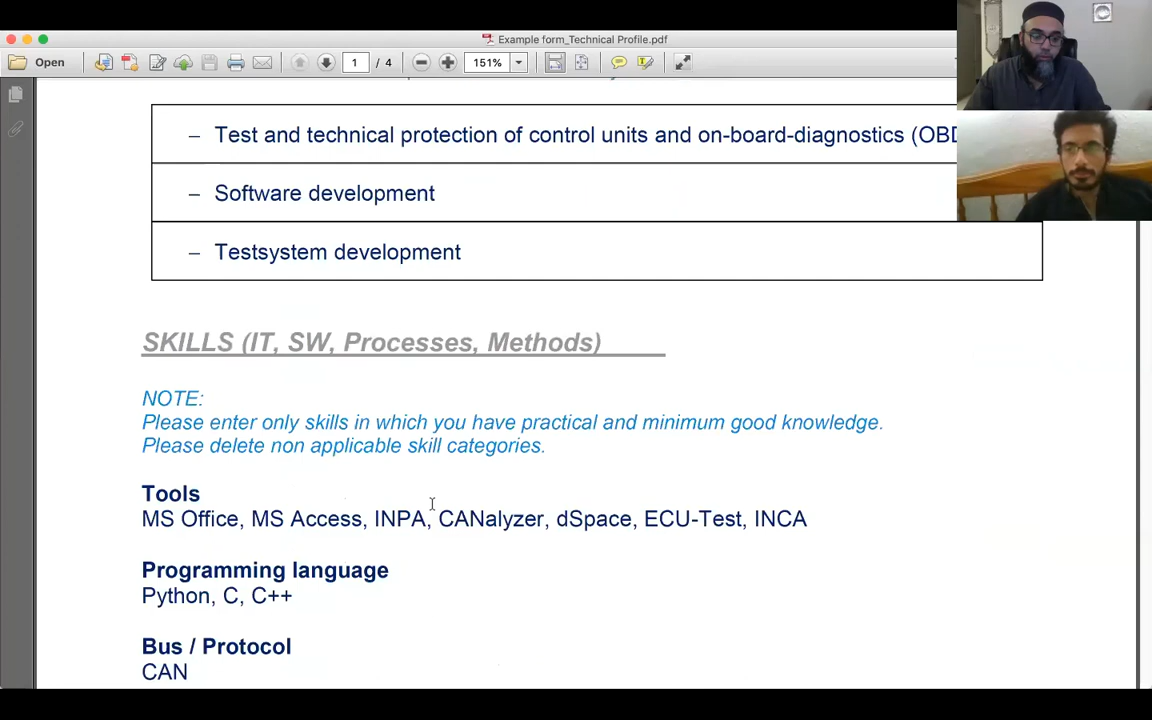 Example form_Technical Profile.pdf
Open
1 / 4
151%
– Test and technical protection of control units and on-board-diagnostics (OBD
– Software development
– Testsystem development
SKILLS (IT, SW, Processes, Methods)
NOTE:
Please enter only skills in which you have practical and minimum good knowledge.
Please delete non applicable skill categories.
Tools
MS Office, MS Access, INPA, CANalyzer, dSpace, ECU-Test, INCA
Programming language
Python, C, C++
Bus / Protocol
CAN